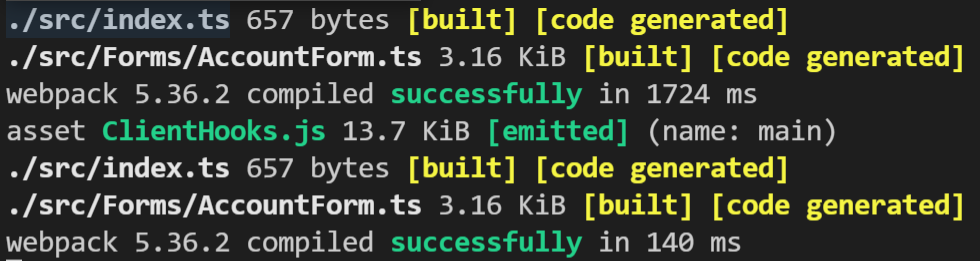 ./src/index.ts 657 bytes [built] [code generated]
./src/Forms/AccountForm.ts 3.16 KiB [built] [code generated]
webpack 5.36.2 compiled successfully in 1724 ms
asset ClientHooks.js 13.7 KiB [emitted] (name: main)
./src/index.ts 657 bytes [built] [code generated]
./src/Forms/AccountForm.ts 3.16 KiB [built] [code generated]
webpack 5.36.2 compiled successfully in 140 ms